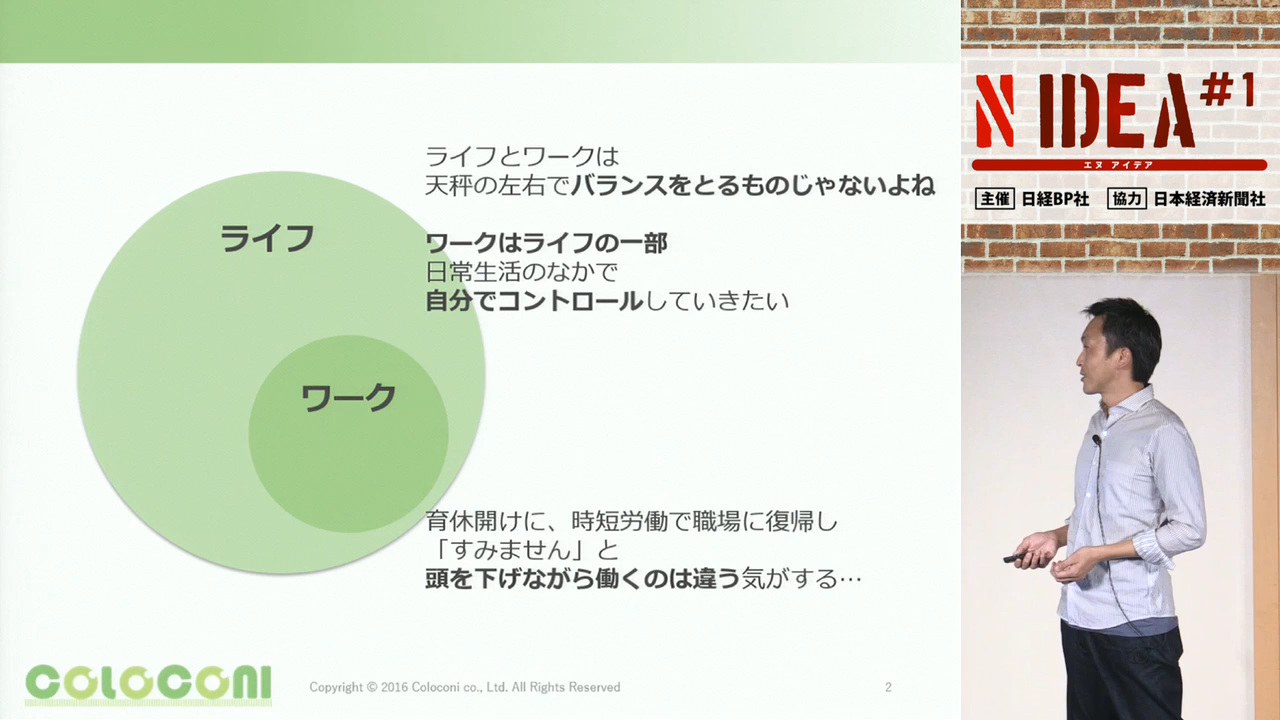 ライフ
ワーク
ライフとワークは
天秤の左右でバランスをとるものじゃないよね
ワークはライフの一部
日常生活のなかで
自分でコントロールしていきたい
育休開けに、時短労働で職場に復帰し
「すみません」と
頭を下げながら働くのは違う気がする…
COLOCONI
Copyright © 2016 Coloconi co., Ltd. All Rights Reserved
2
N IDEA #1
エヌ アイデア
主催 日経BP社 協力 日本経済新聞社